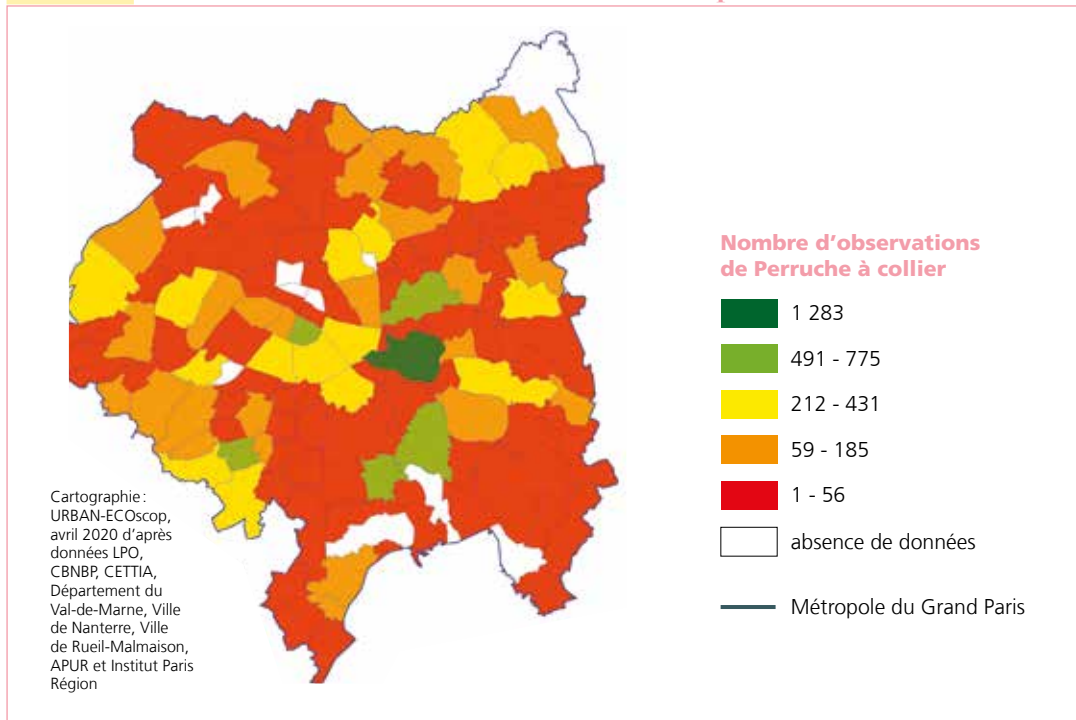 Nombre d'observations
de Perruche à collier
1 283
491 - 775
212 - 431
59 - 185
1 - 56
absence de données
Métropole du Grand Paris
Cartographie :
URBAN-ECOscop,
avril 2020 d'après
données LPO,
CBNBP, CETTIA,
Département du
Val-de-Marne, Ville
de Nanterre, Ville
de Rueil-Malmaison,
APUR et Institut Paris
Région